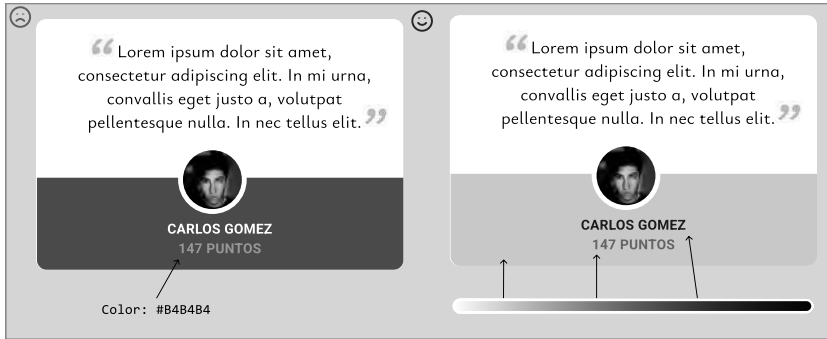 “ Lorem ipsum dolor sit amet,
consectetur adipiscing elit. In mi urna,
convallis eget justo a, volutpat
pellentesque nulla. In nec tellus elit. ”
CARLOS GOMEZ
147 PUNTOS
Color: #B4B4B4
“ Lorem ipsum dolor sit amet,
consectetur adipiscing elit. In mi urna,
convallis eget justo a, volutpat
pellentesque nulla. In nec tellus elit. ”
CARLOS GOMEZ
147 PUNTOS